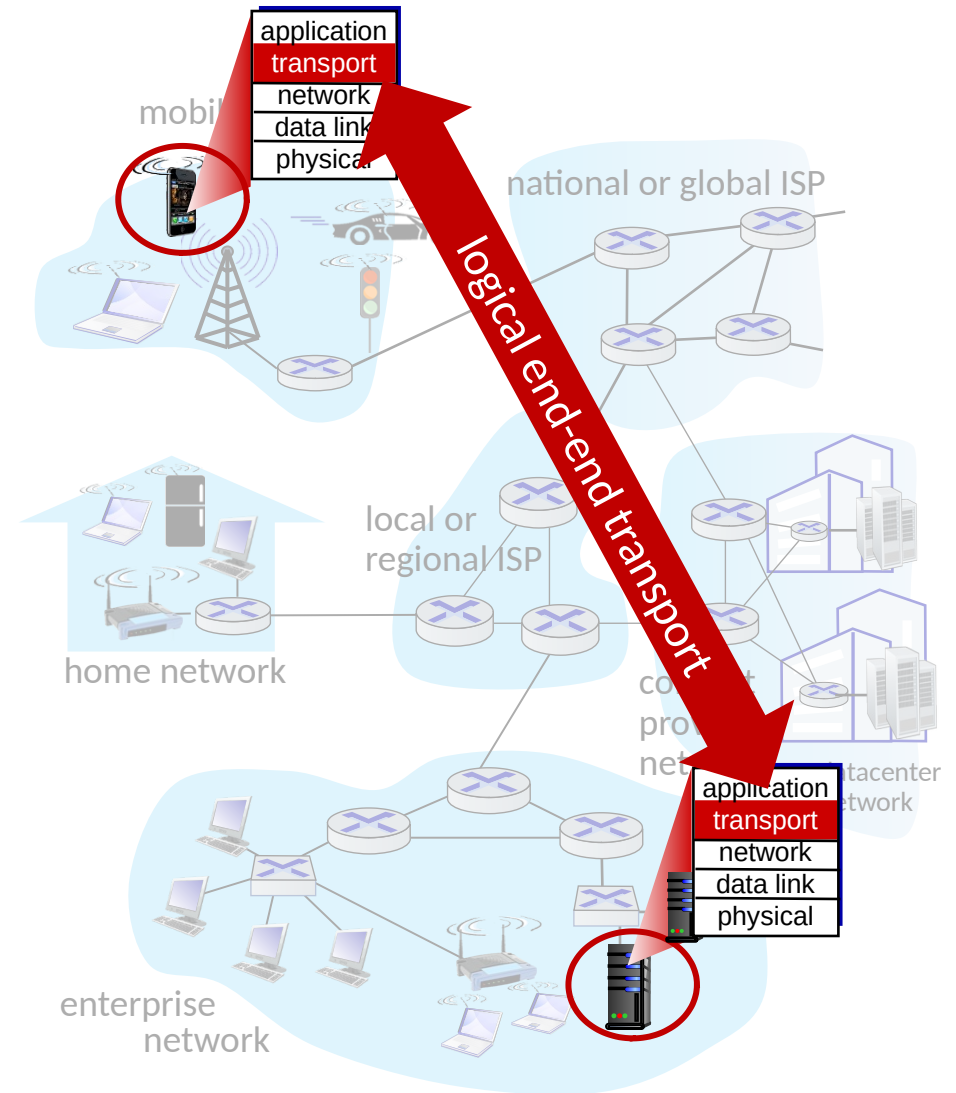 application
transport
network
data link
physical
mobil
national or global ISP
logical end-end transport
local or
regional ISP
home network
application
transport
network
data link
physical
enterprise
network